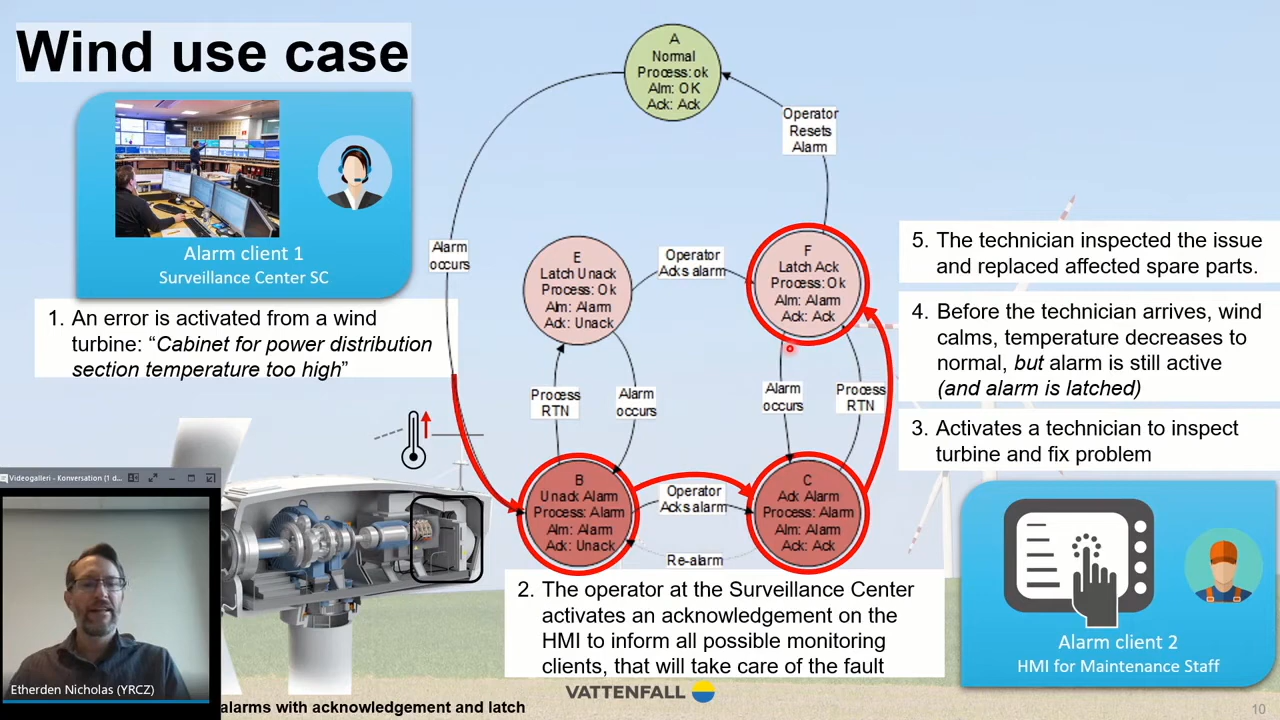 Wind use case
Alarm client 1
Surveillance Center SC
1. An error is activated from a wind
turbine: “Cabinet for power distribution
section temperature too high”
A
Normal
Process: ok
Alm: OK
Ack: Ack
Operator
Resets
Alarm
Alarm
occurs
E
Latch Unack
Process: Ok
Alm: Alarm
Ack: Unack
Operator
Acks alarm
F
Latch Ack
Process: Ok
Alm: Alarm
Ack: Ack
Process
RTN
Alarm
occurs
Alarm
occurs
Process
RTN
B
Unack Alarm
Process: Alarm
Alm: Alarm
Ack: Unack
Operator
Acks alarm
Re-alarm
C
Ack Alarm
Process: Alarm
Alm: Alarm
Ack: Ack
5. The technician inspected the issue
and replaced affected spare parts.
4. Before the technician arrives, wind
calms, temperature decreases to
normal, but alarm is still active
(and alarm is latched)
3. Activates a technician to inspect
turbine and fix problem
2. The operator at the Surveillance Center
activates an acknowledgement on the
HMI to inform all possible monitoring
clients, that will take care of the fault
Alarm client 2
HMI for Maintenance Staff
Videogalleri - Konversation (1 d...
Etherden Nicholas (YRCZ)
alarms with acknowledgement and latch
VATTENFALL
10